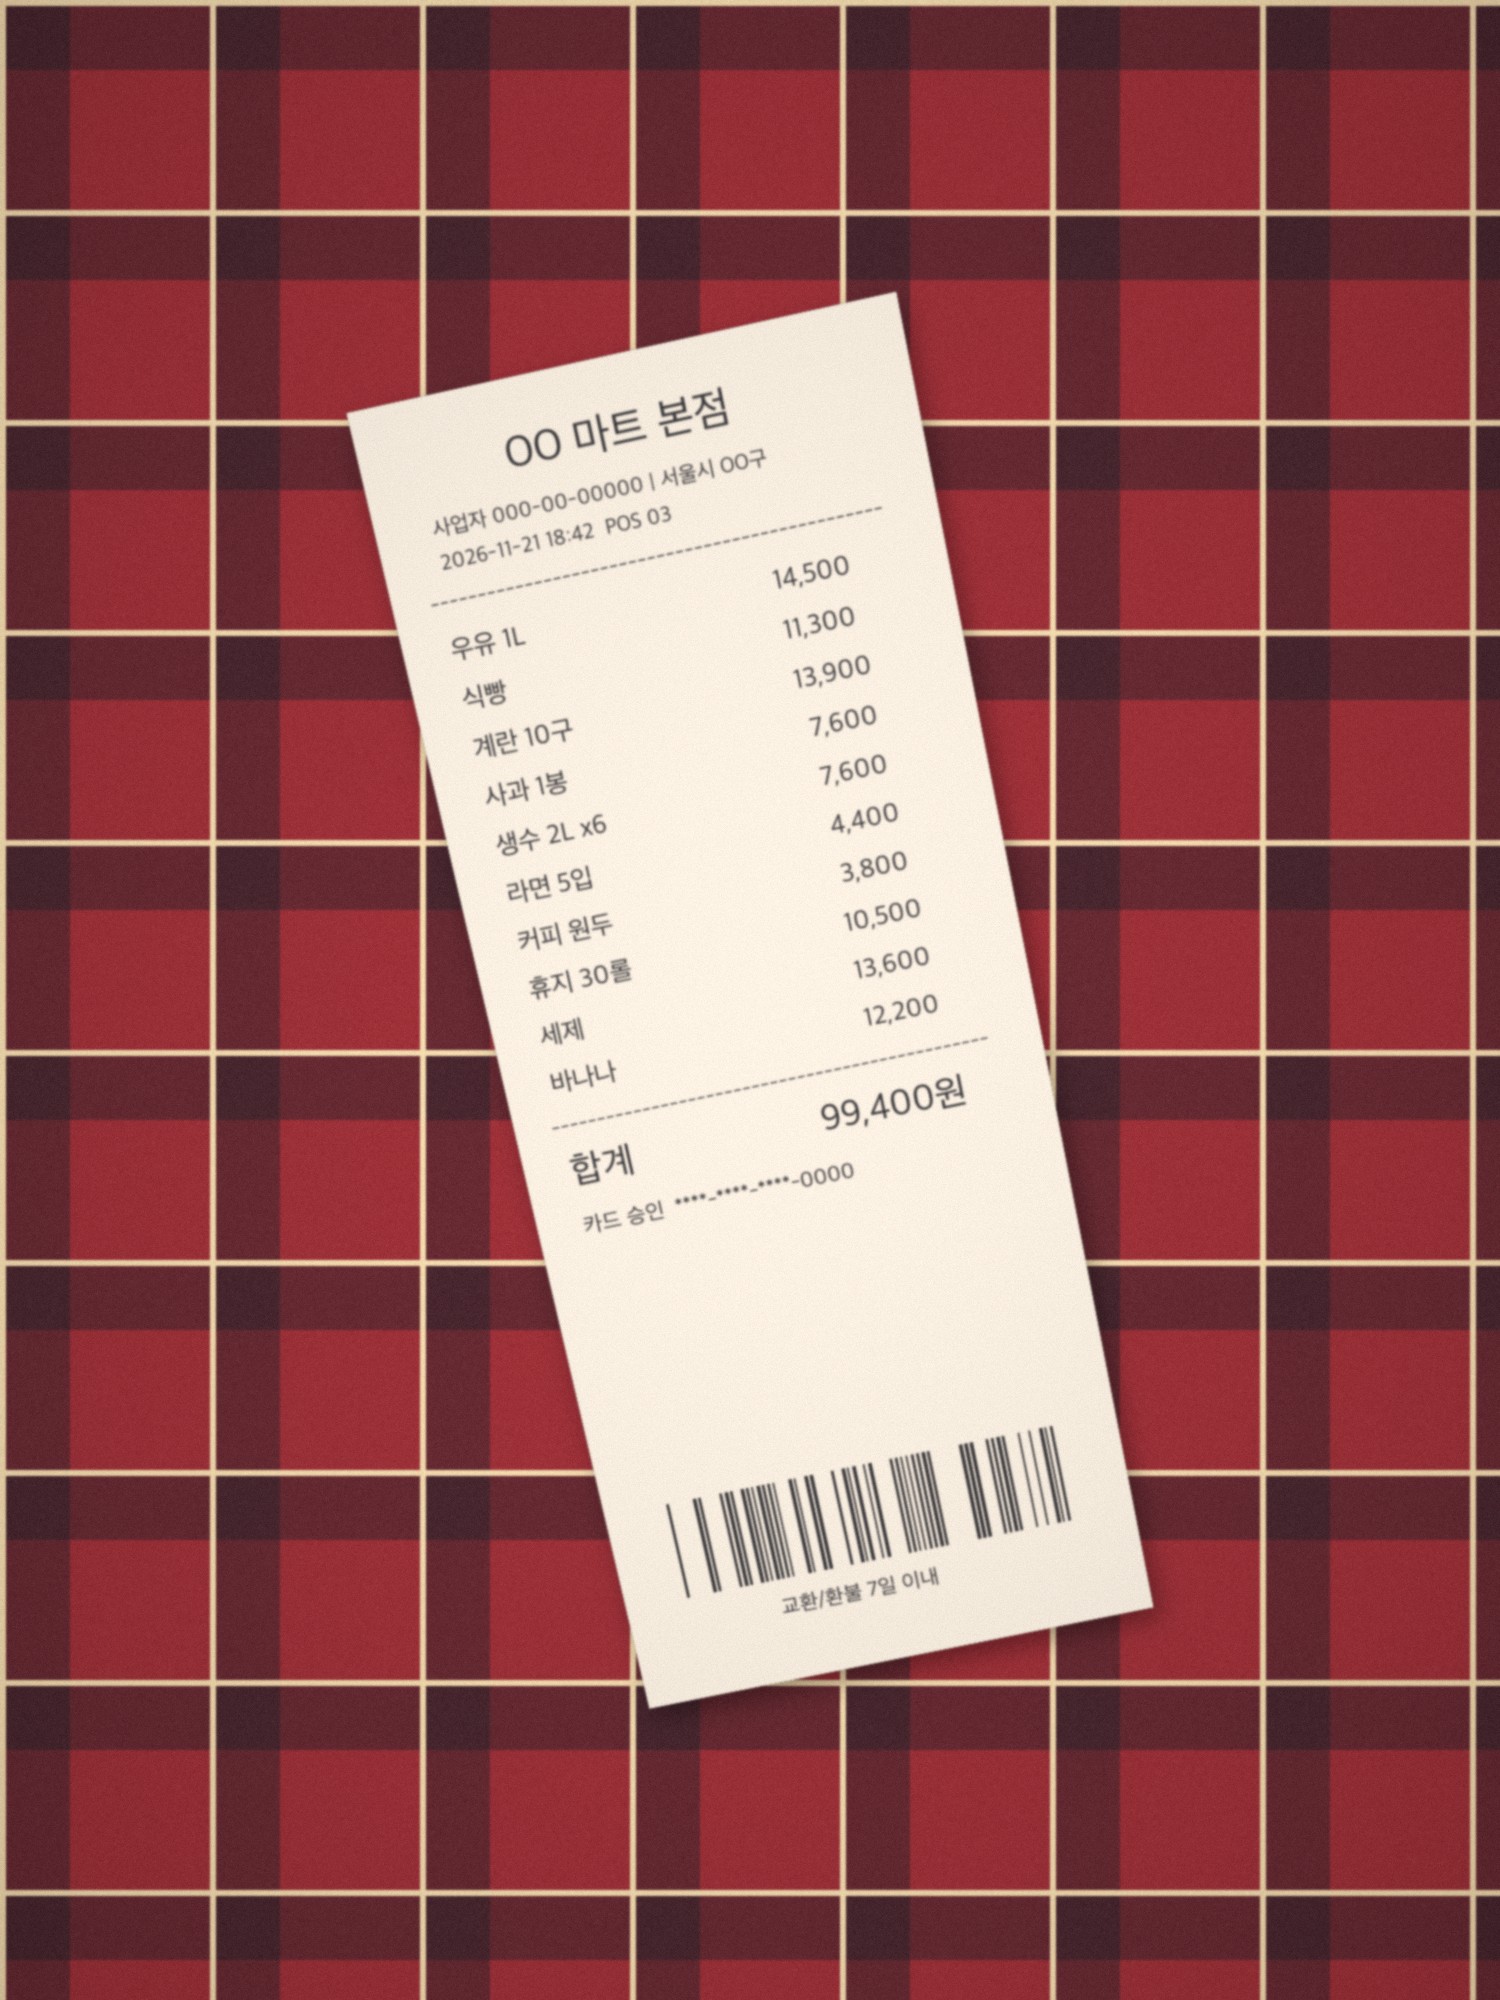 OO 마트 본점
사업자 000-00-00000 | 서울시 OO구
2026-11-21 18:42 POS 03
우유 1L 14,500
식빵 11,300
계란 10구 13,900
사과 1봉 7,600
생수 2L x6 7,600
라면 5입 4,400
커피 원두 3,800
휴지 30롤 10,500
세제 13,600
바나나 12,200
합계 99,400원
카드 승인 ****-****-****-0000
교환/환불 7일 이내